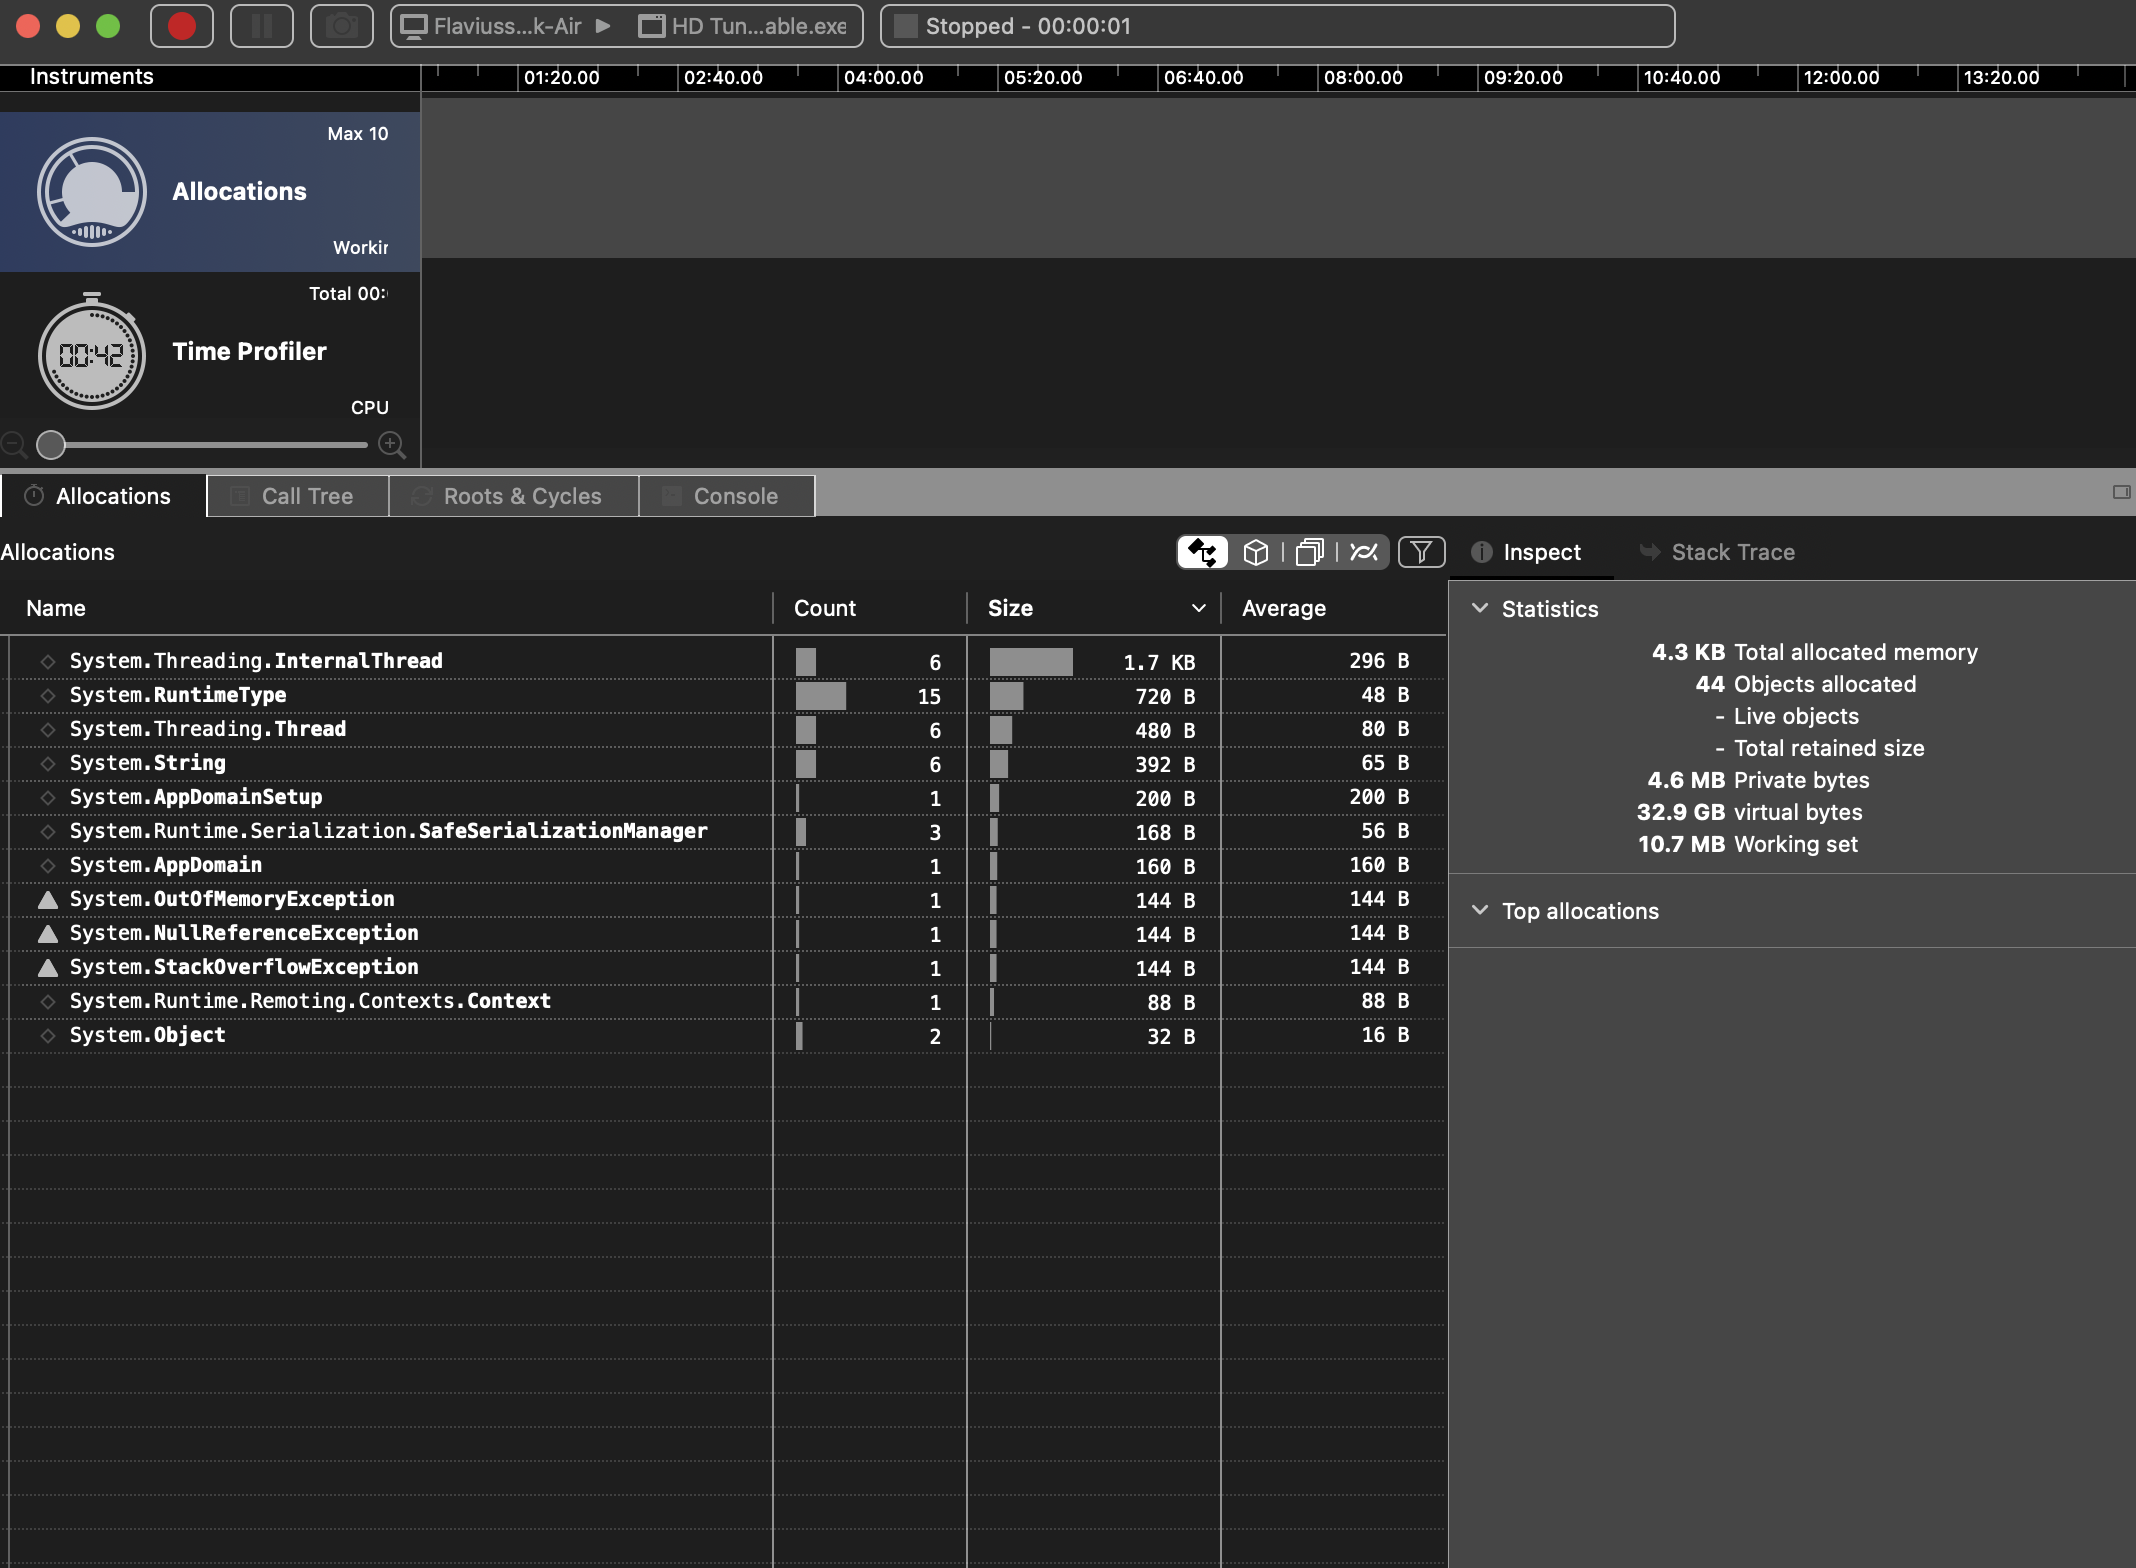 Flaviuss...k-Air HD Tun...able.exe Stopped - 00:00:01
Instruments 01:20.00 02:40.00 04:00.00 05:20.00 06:40.00 08:00.00 09:20.00 10:40.00 12:00.00 13:20.00
Max 10
Allocations
Workir
Total 00:
00:42 Time Profiler
CPU
Allocations Call Tree Roots & Cycles Console
Allocations Inspect Stack Trace
Name Count Size Average
System.Threading.InternalThread 6 1.7 KB 296 B
System.RuntimeType 15 720 B 48 B
System.Threading.Thread 6 480 B 80 B
System.String 6 392 B 65 B
System.AppDomainSetup 1 200 B 200 B
System.Runtime.Serialization.SafeSerializationManager 3 168 B 56 B
System.AppDomain 1 160 B 160 B
System.OutOfMemoryException 1 144 B 144 B
System.NullReferenceException 1 144 B 144 B
System.StackOverflowException 1 144 B 144 B
System.Runtime.Remoting.Contexts.Context 1 88 B 88 B
System.Object 2 32 B 16 B
Statistics
4.3 KB Total allocated memory
44 Objects allocated
- Live objects
- Total retained size
4.6 MB Private bytes
32.9 GB virtual bytes
10.7 MB Working set
Top allocations